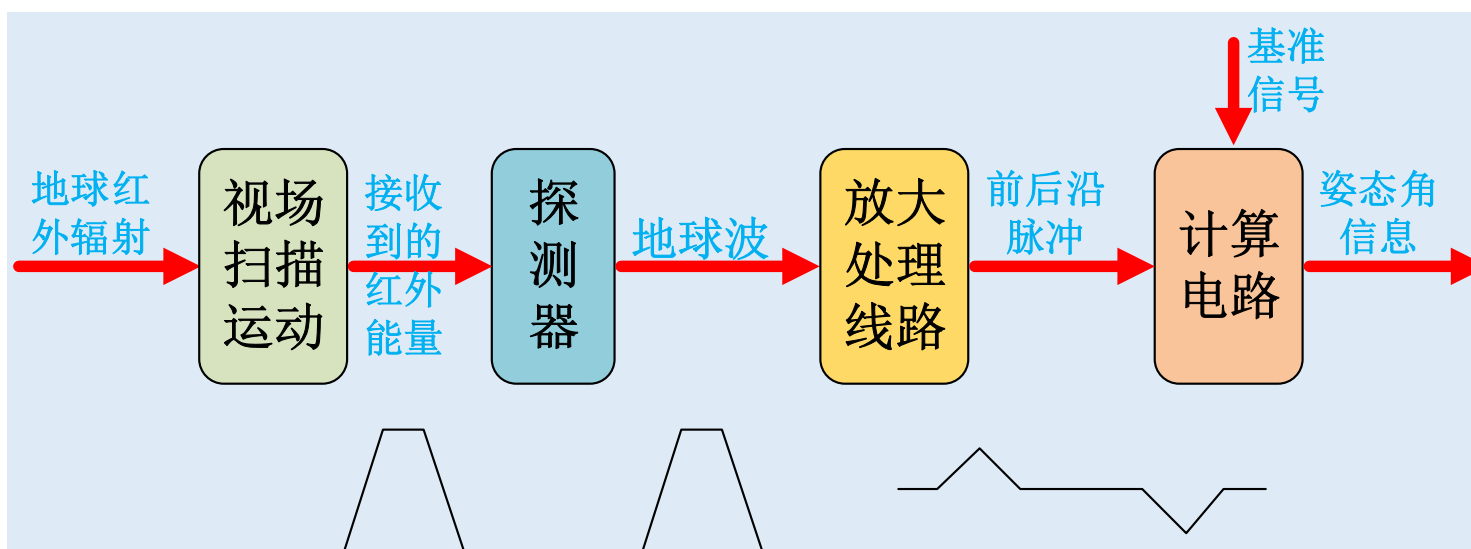 地球红
外辐射
视场
扫描
运动
接收
到的
红外
能量
探
测
器
地球波
放大
处理
线路
前后沿
脉冲
基准
信号
计算
电路
姿态角
信息